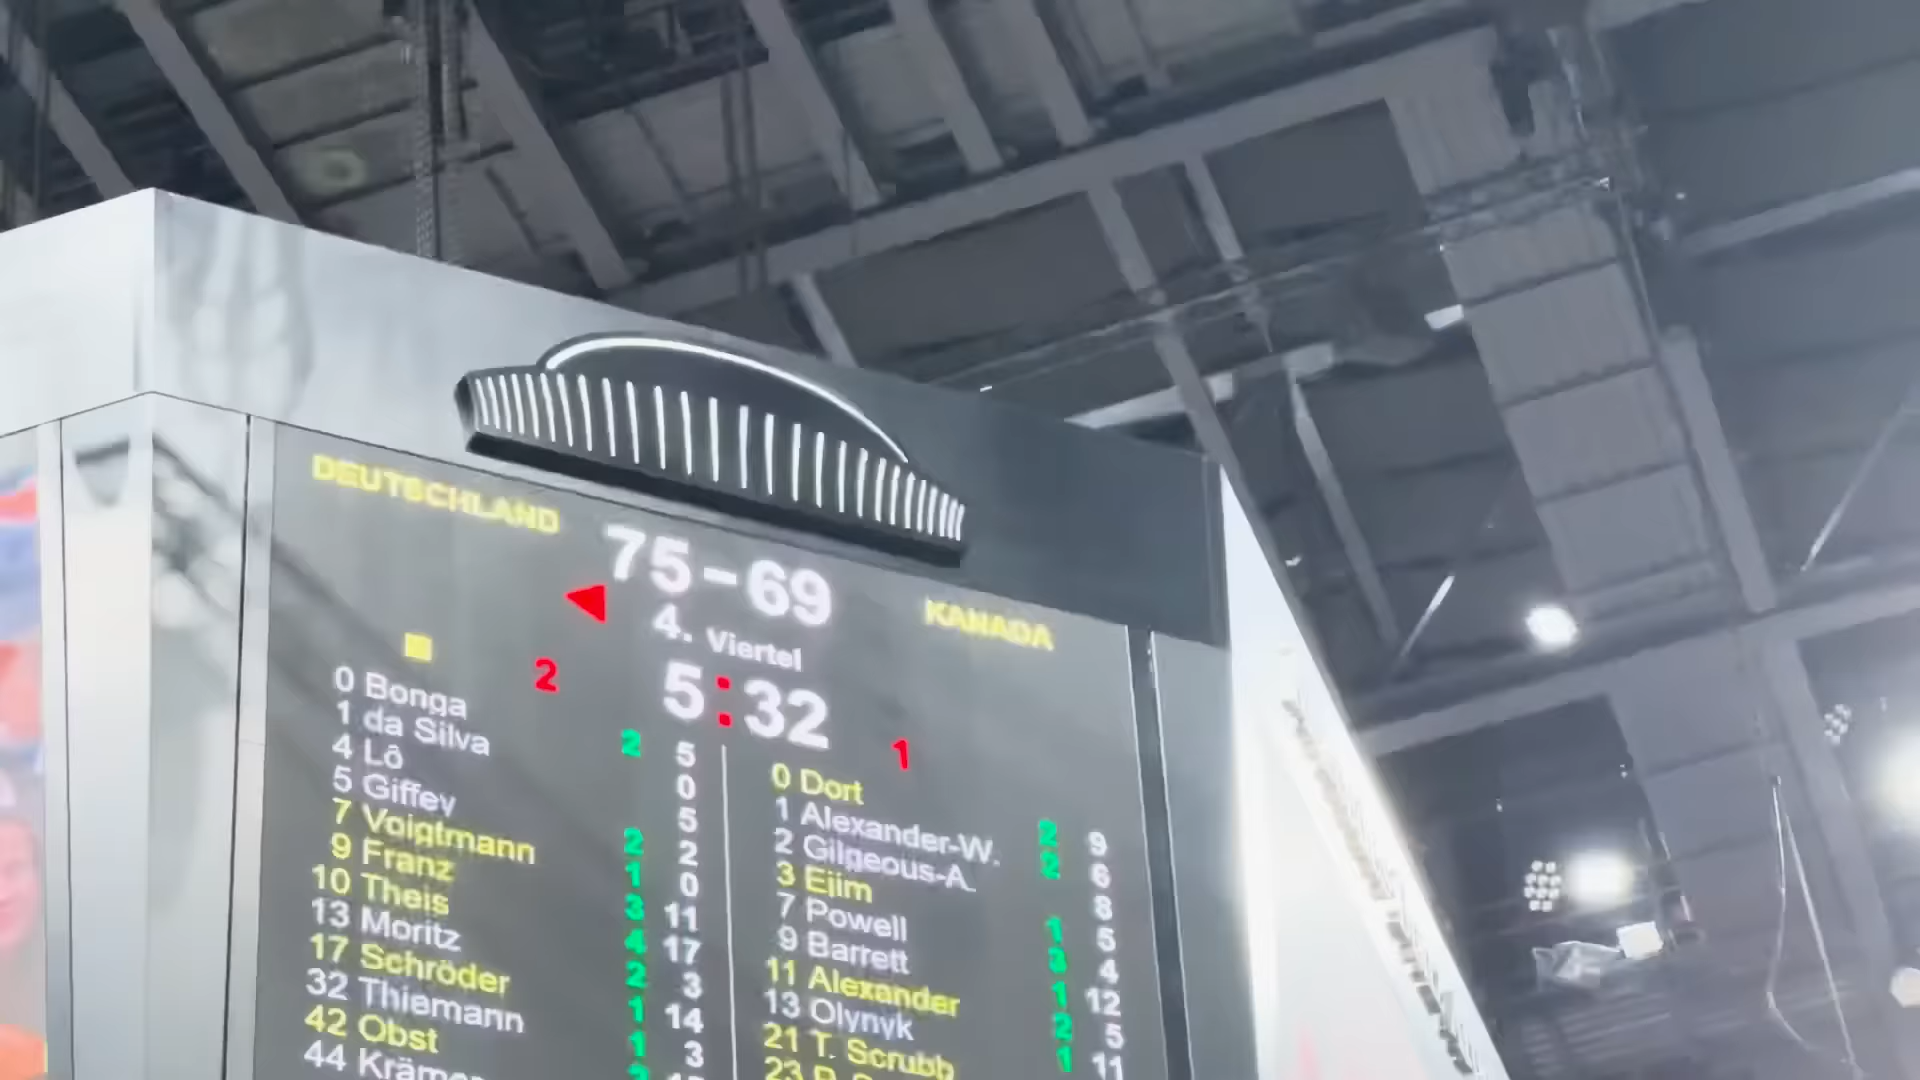 DEUTSCHLAND
75-69
KANADA
4. Viertel
5:32
2
1
0 Bonga 2 5
1 da Silva 0
4 Lô 5
5 Giffey 2 2
7 Voigtmann 1 0
9 Franz 3 11
10 Theis 4 17
13 Moritz 2 3
17 Schröder 1 14
32 Thiemann 1 3
42 Obst
44 Krämer
0 Dort 2 9
1 Alexander-W. 2 6
2 Gilgeous-A. 8
3 Ejim 1 5
7 Powell 3 4
9 Barrett 1 12
11 Alexander 2 5
13 Olynyk 1 11
21 T. Scrubb
23